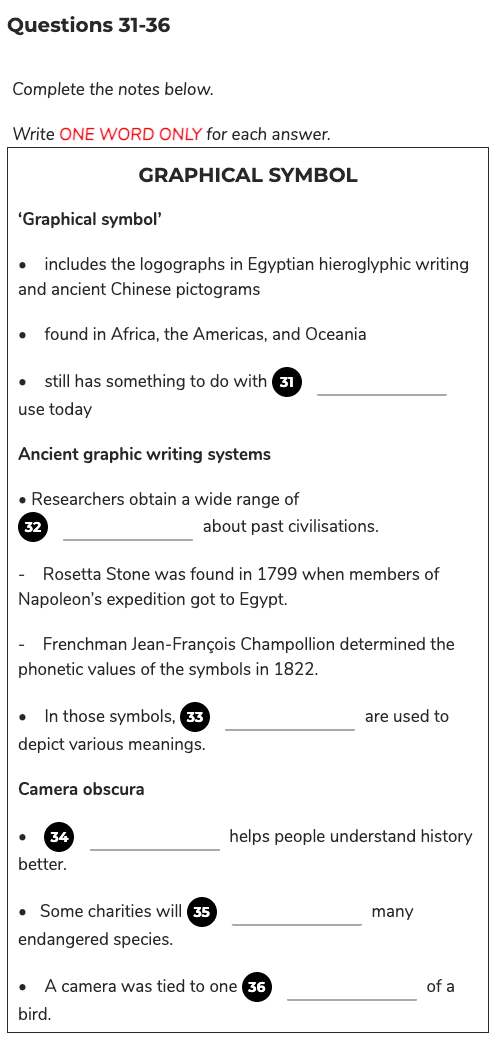 Questions 31-36
Complete the notes below.
Write ONE WORD ONLY for each answer.
GRAPHICAL SYMBOL
‘Graphical symbol’
• includes the logographs in Egyptian hieroglyphic writing
and ancient Chinese pictograms
• found in Africa, the Americas, and Oceania
• still has something to do with 31 ____________
use today
Ancient graphic writing systems
• Researchers obtain a wide range of
32 ____________ about past civilisations.
- Rosetta Stone was found in 1799 when members of
Napoleon’s expedition got to Egypt.
- Frenchman Jean-François Champollion determined the
phonetic values of the symbols in 1822.
• In those symbols, 33 ____________ are used to
depict various meanings.
Camera obscura
• 34 ____________ helps people understand history
better.
• Some charities will 35 ____________ many
endangered species.
• A camera was tied to one 36 ____________ of a
bird.